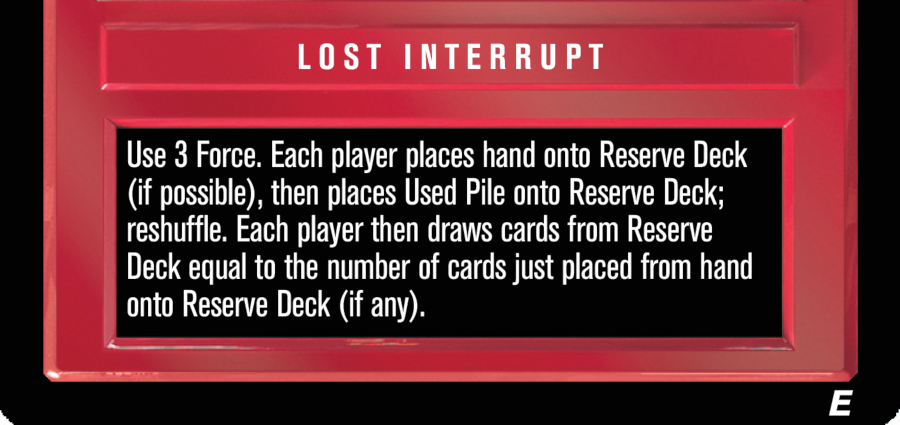 LOST INTERRUPT
Use 3 Force. Each player places hand onto Reserve Deck
(if possible), then places Used Pile onto Reserve Deck;
reshuffle. Each player then draws cards from Reserve
Deck equal to the number of cards just placed from hand
onto Reserve Deck (if any).
E